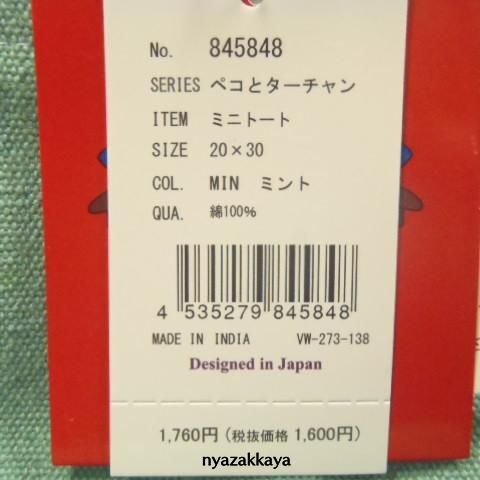 No. 845848
SERIES ペコとターチャン
ITEM ミニトート
SIZE 20×30
COL. MIN ミント
QUA. 綿100%
4 535279 845848
MADE IN INDIA VW-273-138
Designed in Japan
1,760円(税抜価格 1,600円)
nyazakkaya